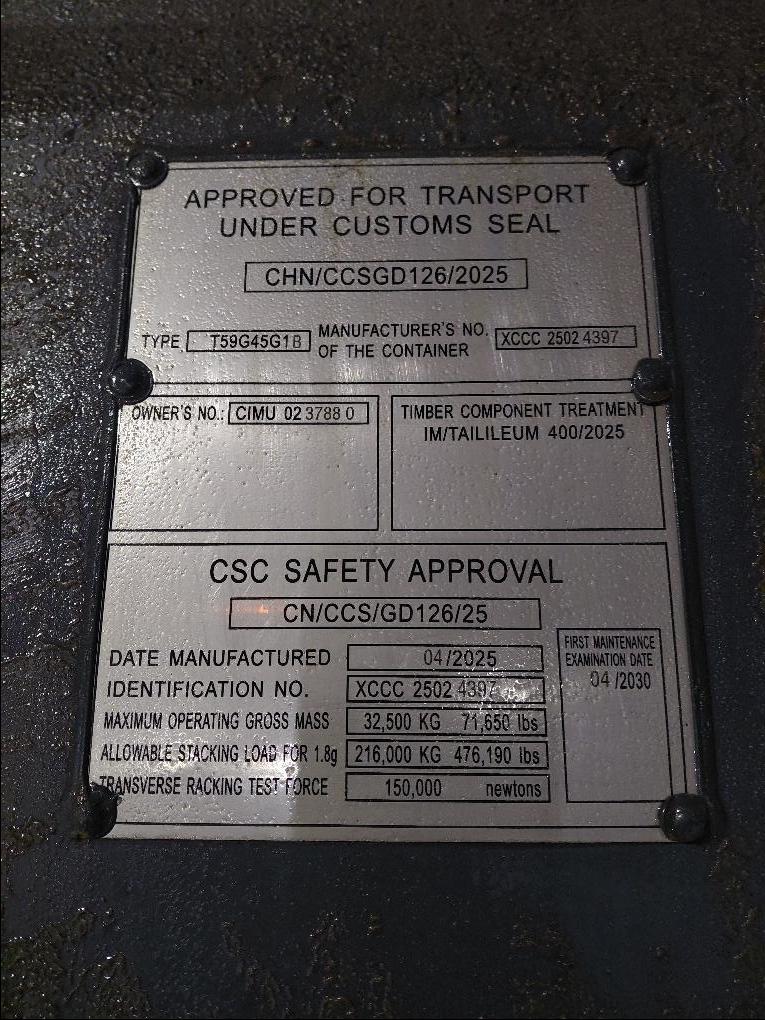 APPROVED FOR TRANSPORT
UNDER CUSTOMS SEAL
CHN/CCSGD126/2025
TYPE T59G45G1B MANUFACTURER'S NO. OF THE CONTAINER XCCC 2502 4397
OWNER'S NO.: CIMU 023788 0
TIMBER COMPONENT TREATMENT
IM/TAILILEUM 400/2025
CSC SAFETY APPROVAL
CN/CCS/GD126/25
DATE MANUFACTURED 04/2025
IDENTIFICATION NO. XCCC 2502 4397
MAXIMUM OPERATING GROSS MASS 32,500 KG 71,650 lbs
ALLOWABLE STACKING LOAD FOR 1.8g 216,000 KG 476,190 lbs
TRANSVERSE RACKING TEST FORCE 150,000 newtons
FIRST MAINTENANCE
EXAMINATION DATE
04 /2030